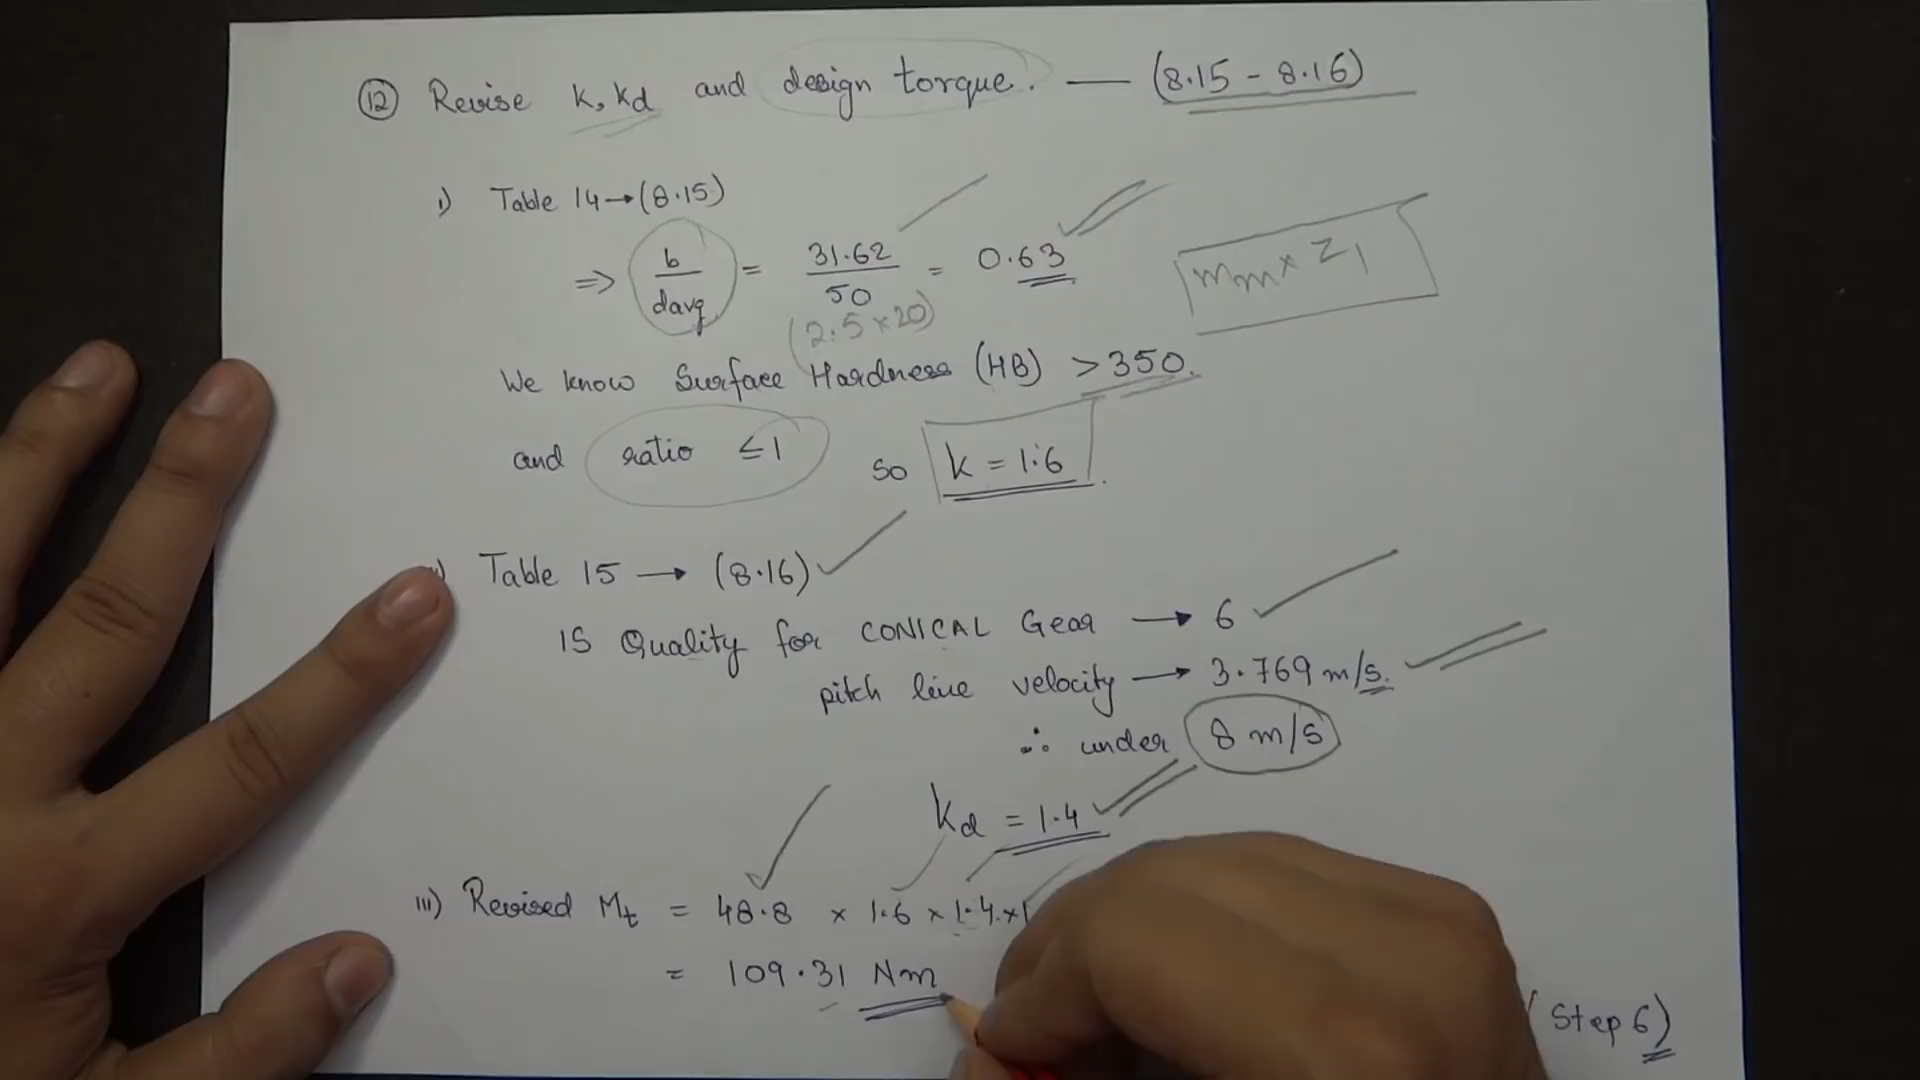 ⑫ Revise k, kd and design torque. — (8.15 - 8.16)
i) Table 14→(8.15)
⇒ b/davg = 31.62/50 = 0.63
(2.5×20)
mm × Z1
We know Surface Hardness (HB) >350.
and ratio ≤1 so k = 1.6
Table 15 → (8.16)
IS Quality for CONICAL Gear → 6
pitch line velocity → 3.769 m/s.
∴ under 8 m/s
kd = 1.4
iii) Revised Mt = 48.8 × 1.6 × 1.4 ×
= 109.31 Nm
(Step 6)